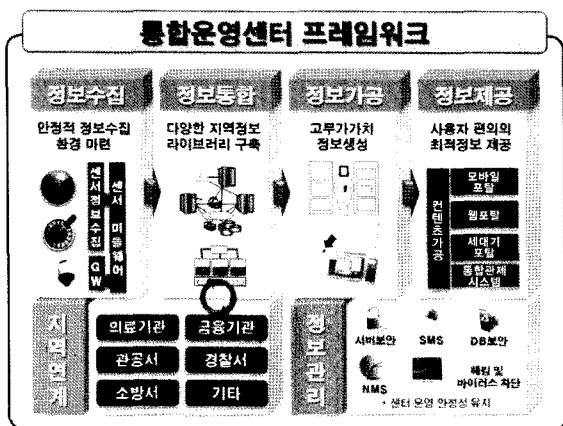 통합운영센터 프레임워크
정보수집
안정적 정보수집
환경 마련
센서정보수집 GW
센서 미들웨어
정보통합
다양한 지역정보
라이브러리 구축
정보가공
고부가가치
정보생성
정보제공
사용자 편의의
최적정보 제공
컨텐츠가공
모바일
포탈
웹포탈
세대기
포탈
통합관제
시스템
지역연계
의료기관
금융기관
관공서
경찰서
소방서
기타
정보관리
서버보안
SMS
DB보안
NMS
해킹 및
바이러스 차단
* 센터 운영 안정성 유지